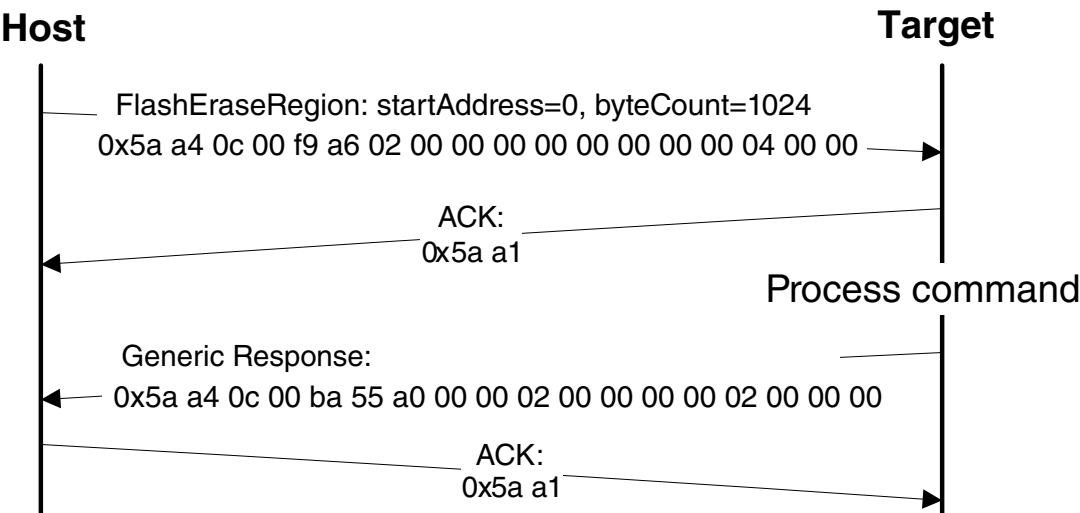 Host
Target
FlashEraseRegion: startAddress=0, byteCount=1024
0x5a a4 0c 00 f9 a6 02 00 00 00 00 00 00 00 00 04 00 00
ACK:
0x5a a1
Process command
Generic Response:
0x5a a4 0c 00 ba 55 a0 00 00 02 00 00 00 00 02 00 00 00
ACK:
0x5a a1